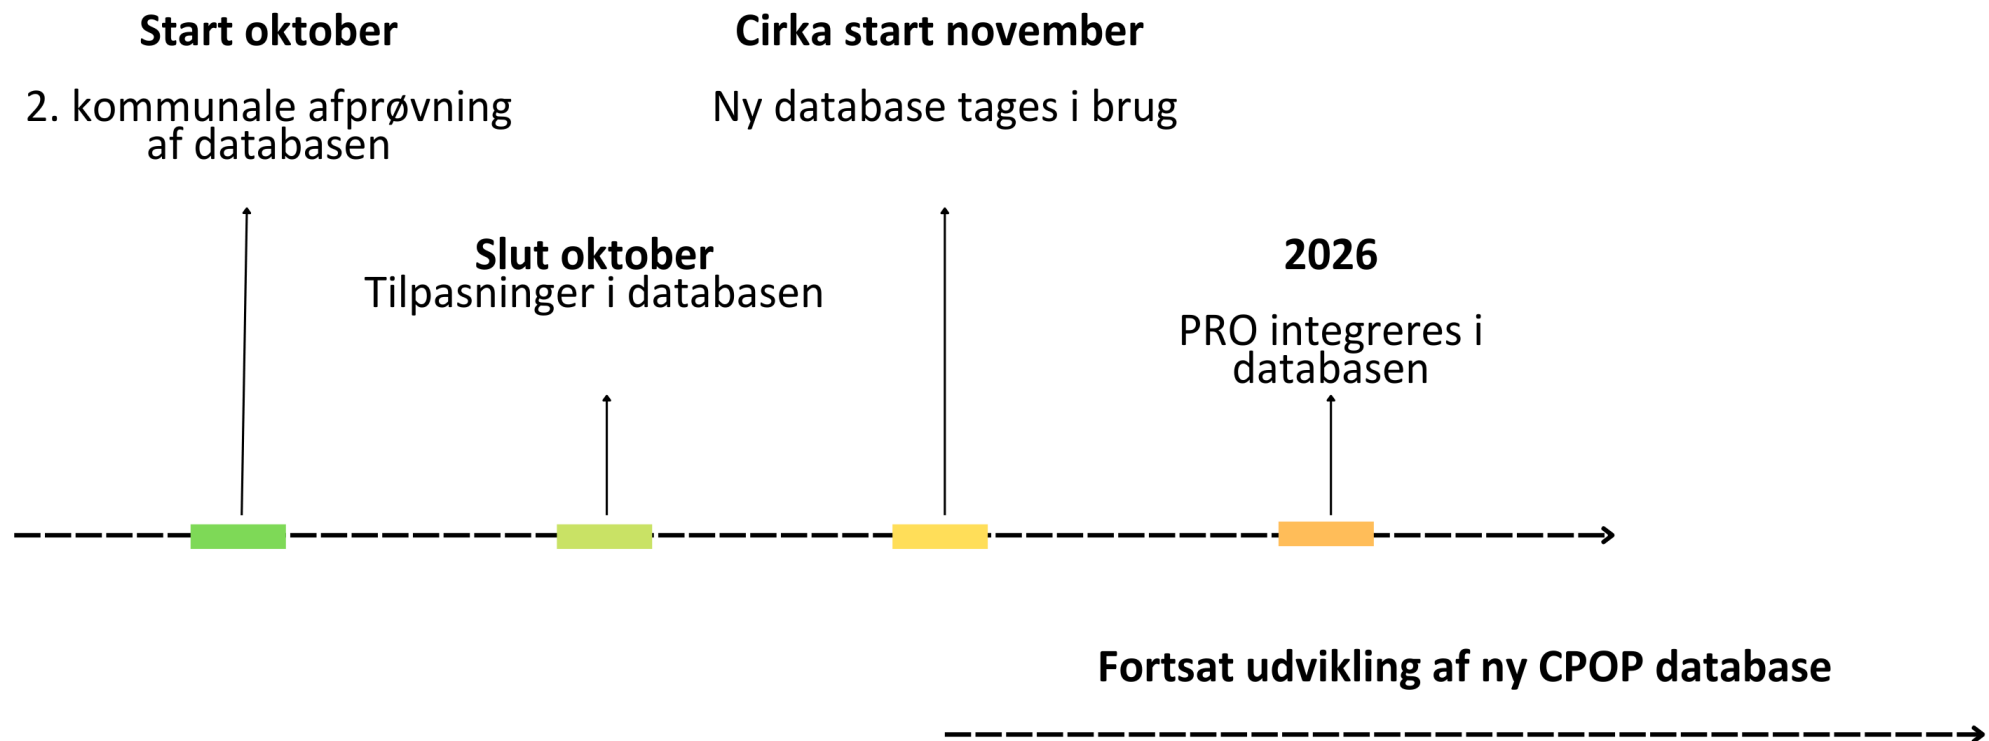 Start oktober
2. kommunale afprøvning
af databasen
Slut oktober
Tilpasninger i databasen
Cirka start november
Ny database tages i brug
2026
PRO integreres i
databasen
Fortsat udvikling af ny CPOP database